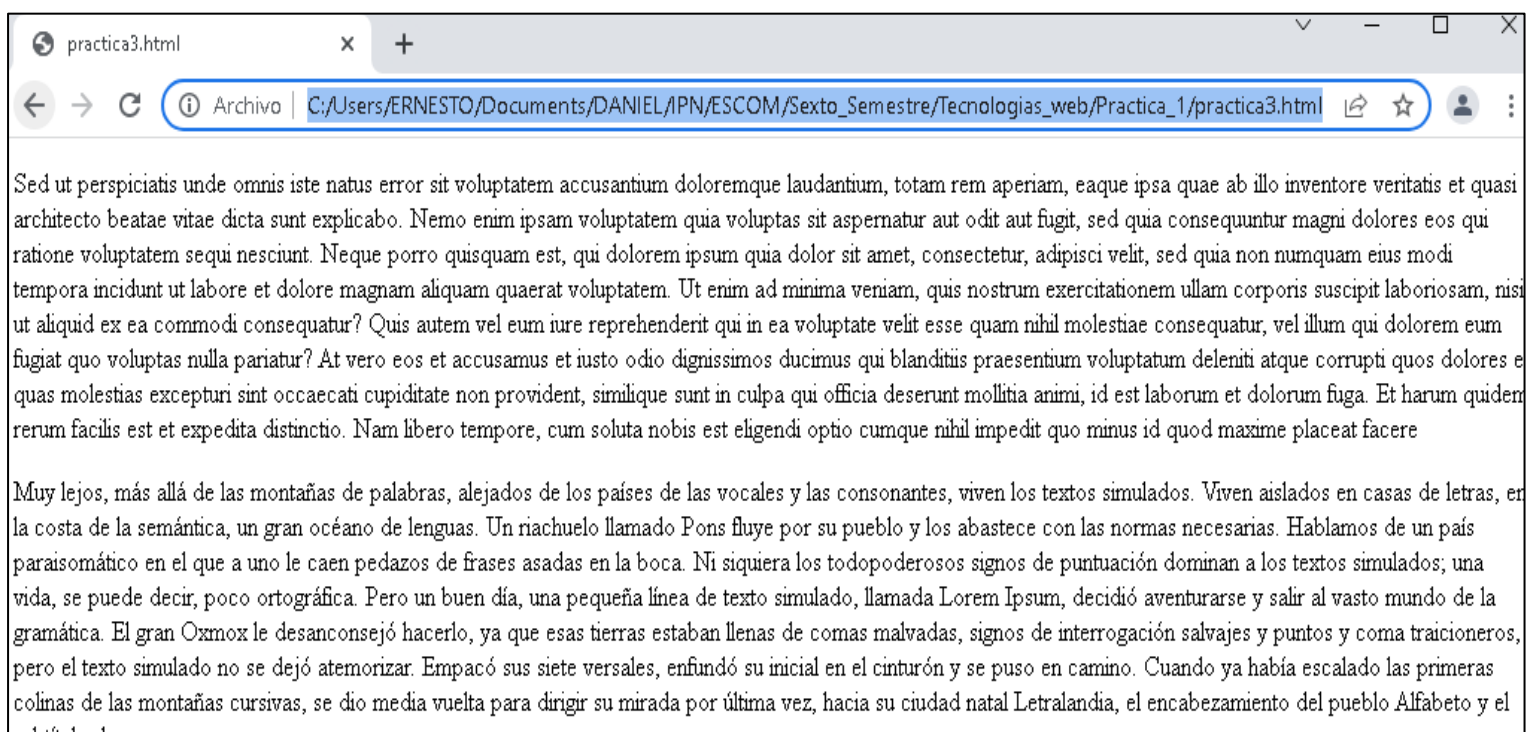 practica3.html
Archivo | C:/Users/ERNESTO/Documents/DANIEL/IPN/ESCOM/Sexto_Semestre/Tecnologias_web/Practica_1/practica3.html
Sed ut perspiciatis unde omnis iste natus error sit voluptatem accusantium doloremque laudantium, totam rem aperiam, eaque ipsa quae ab illo inventore veritatis et quasi
architecto beatae vitae dicta sunt explicabo. Nemo enim ipsam voluptatem quia voluptas sit aspernatur aut odit aut fugit, sed quia consequuntur magni dolores eos qui
ratione voluptatem sequi nesciunt. Neque porro quisquam est, qui dolorem ipsum quia dolor sit amet, consectetur, adipisci velit, sed quia non numquam eius modi
tempora incidunt ut labore et dolore magnam aliquam quaerat voluptatem. Ut enim ad minima veniam, quis nostrum exercitationem ullam corporis suscipit laboriosam, nisi
ut aliquid ex ea commodi consequatur? Quis autem vel eum iure reprehenderit qui in ea voluptate velit esse quam nihil molestiae consequatur, vel illum qui dolorem eum
fugiat quo voluptas nulla pariatur? At vero eos et accusamus et iusto odio dignissimos ducimus qui blanditiis praesentium voluptatum deleniti atque corrupti quos dolores e
quas molestias excepturi sint occaecati cupiditate non provident, similique sunt in culpa qui officia deserunt mollitia animi, id est laborum et dolorum fuga. Et harum quidem
rerum facilis est et expedita distinctio. Nam libero tempore, cum soluta nobis est eligendi optio cumque nihil impedit quo minus id quod maxime placeat facere
Muy lejos, más allá de las montañas de palabras, alejados de los países de las vocales y las consonantes, viven los textos simulados. Viven aislados en casas de letras, en
la costa de la semántica, un gran océano de lenguas. Un riachuelo llamado Pons fluye por su pueblo y los abastece con las normas necesarias. Hablamos de un país
paraisomático en el que a uno le caen pedazos de frases asadas en la boca. Ni siquiera los todopoderosos signos de puntuación dominan a los textos simulados; una
vida, se puede decir, poco ortográfica. Pero un buen día, una pequeña línea de texto simulado, llamada Lorem Ipsum, decidió aventurarse y salir al vasto mundo de la
gramática. El gran Oxmox le desanconsejó hacerlo, ya que esas tierras estaban llenas de comas malvadas, signos de interrogación salvajes y puntos y coma traicioneros,
pero el texto simulado no se dejó atemorizar. Empacó sus siete versales, enfundó su inicial en el cinturón y se puso en camino. Cuando ya había escalado las primeras
colinas de las montañas cursivas, se dio media vuelta para dirigir su mirada por última vez, hacia su ciudad natal Letralandia, el encabezamiento del pueblo Alfabeto y el